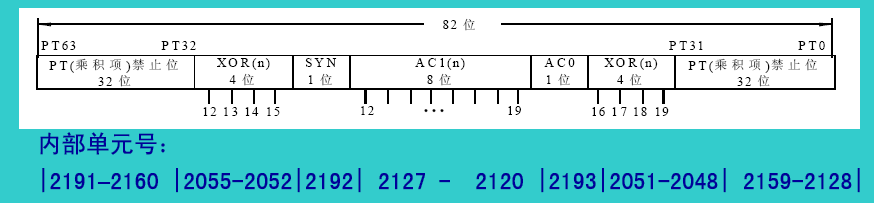 82 位
PT63 PT32 PT31 PT0
PT(乘积项)禁止位 XOR(n) SYN AC1(n) AC0 XOR(n) PT(乘积项)禁止位
32 位 4 位 1 位 8 位 1 位 4 位 32 位
12 13 14 15 12 ··· 19 16 17 18 19
内部单元号：
|2191–2160 |2055-2052|2192| 2127 - 2120 |2193|2051-2048| 2159-2128|